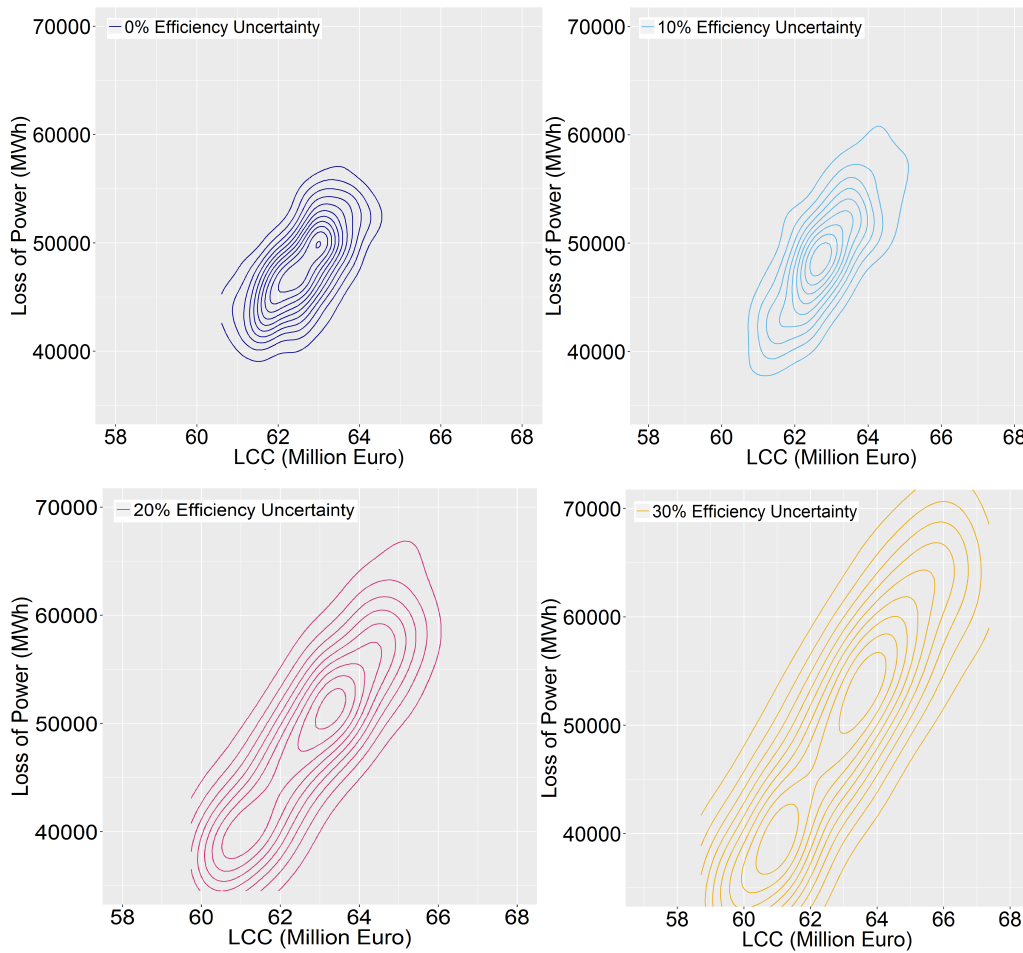 0% Efficiency Uncertainty
70000
60000
50000
40000
Loss of Power (MWh)
58 60 62 64 66 68
LCC (Million Euro)
10% Efficiency Uncertainty
70000
60000
50000
40000
Loss of Power (MWh)
58 60 62 64 66 68
LCC (Million Euro)
20% Efficiency Uncertainty
70000
60000
50000
40000
Loss of Power (MWh)
58 60 62 64 66 68
LCC (Million Euro)
30% Efficiency Uncertainty
70000
60000
50000
40000
Loss of Power (MWh)
58 60 62 64 66 68
LCC (Million Euro)